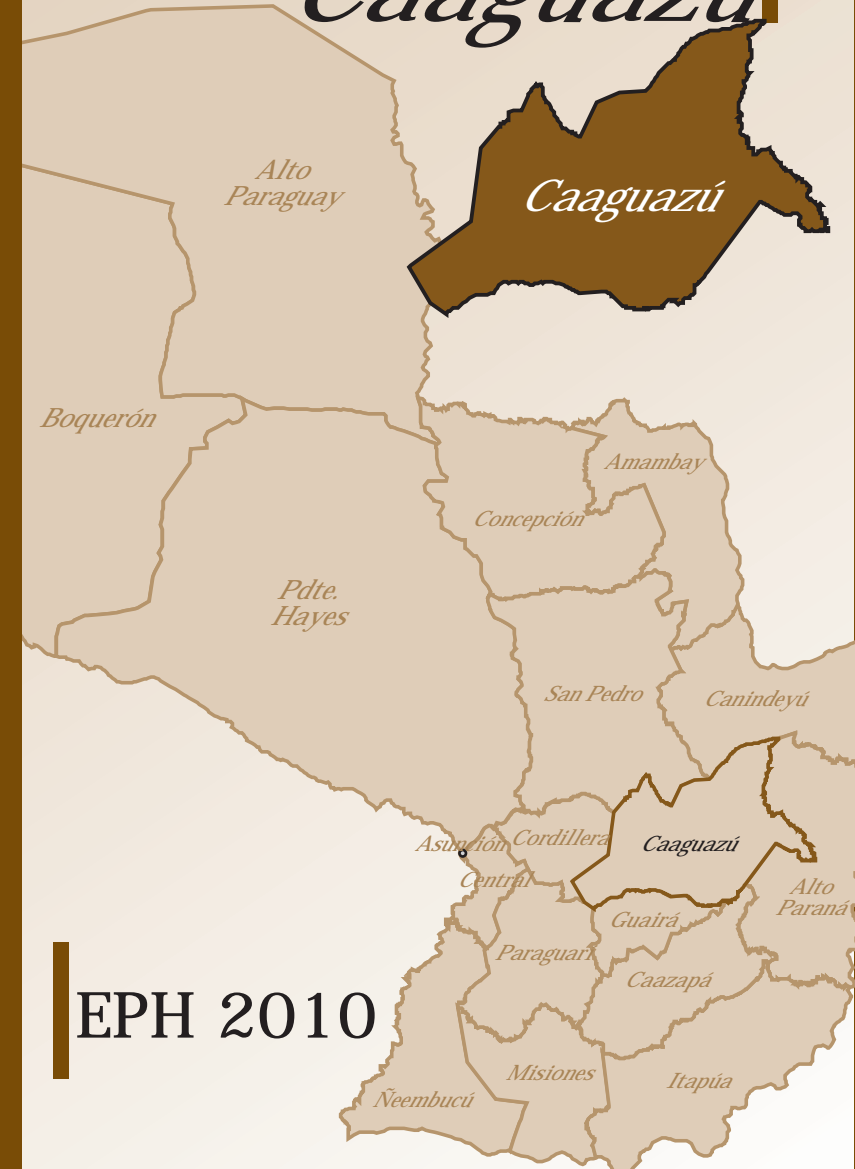 Caaguazú
Caaguazú
Alto
Paraguay
Boquerón
Amambay
Concepción
Pdte.
Hayes
San Pedro
Canindeyú
Asunción
Cordillera
Caaguazú
Central
Alto
Paraná
Guairá
Paraguarí
Caazapá
EPH 2010
Misiones
Itapúa
Ñeembucú